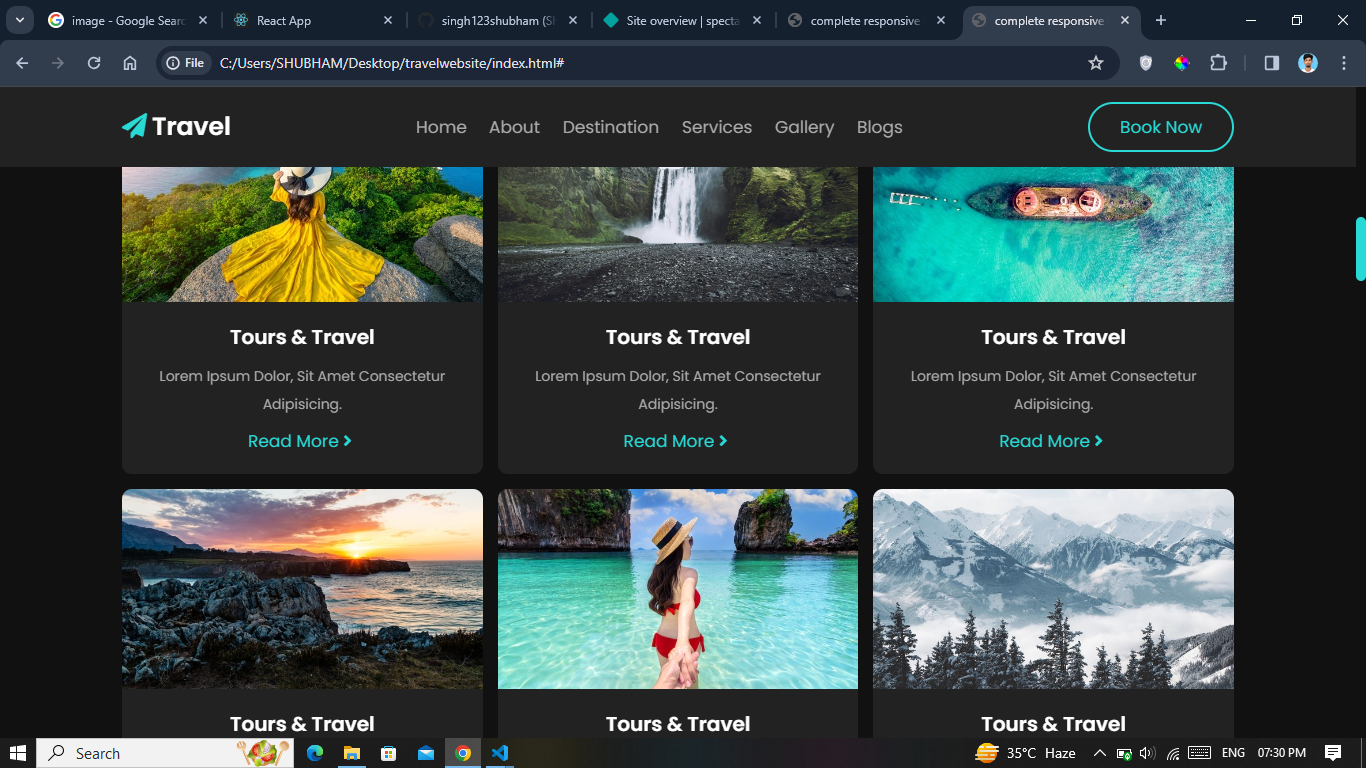 image - Google Sear
React App
singh123shubham (Sh
Site overview | specta
complete responsive
complete responsive
File
C:/Users/SHUBHAM/Desktop/travelwebsite/index.html#
Travel
Home
About
Destination
Services
Gallery
Blogs
Book Now
Tours & Travel
Lorem Ipsum Dolor, Sit Amet Consectetur
Adipisicing.
Read More
Tours & Travel
Lorem Ipsum Dolor, Sit Amet Consectetur
Adipisicing.
Read More
Tours & Travel
Lorem Ipsum Dolor, Sit Amet Consectetur
Adipisicing.
Read More
Tours & Travel
Tours & Travel
Tours & Travel
Search
35°C Haze
ENG
07:30 PM